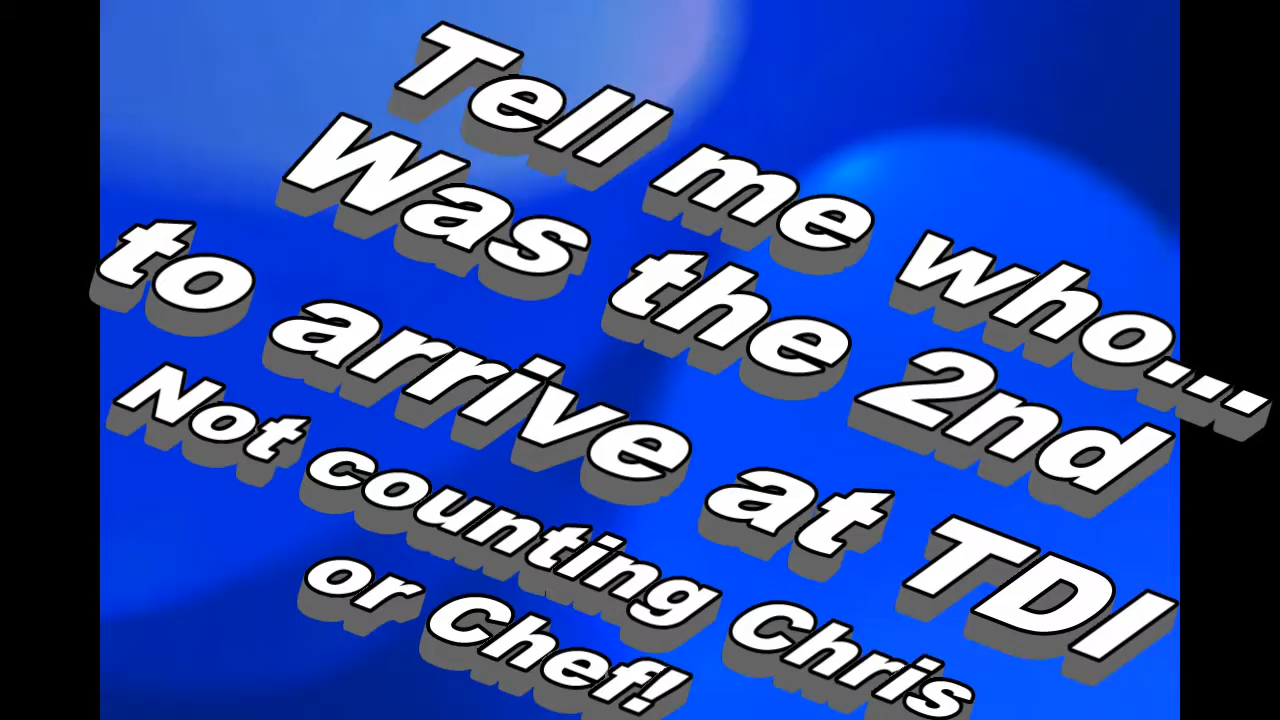 Tell me who...
Was the 2nd
to arrive at TDI
Not counting Chris
or Chef!